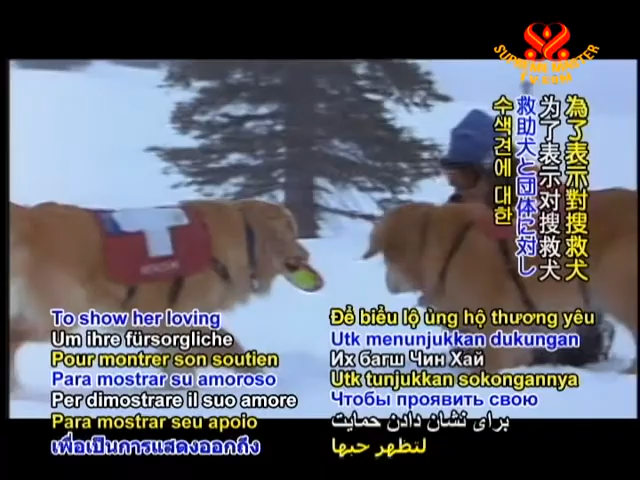 SUPREME MASTER
TV.COM
為了表示對搜救犬
为了表示对搜救犬
救助犬と団体に対し
수색견에 대한
To show her loving
Um ihre fürsorgliche
Pour montrer son soutien
Para mostrar su amoroso
Per dimostrare il suo amore
Para mostrar seu apoio
เพื่อเป็นการแสดงออกถึง
Để biểu lộ ủng hộ thương yêu
Utk menunjukkan dukungan
Их багш Чин Хай
Utk tunjukkan sokongannya
Чтобы проявить свою
برای نشان دادن حمایت
لتظهر حبها